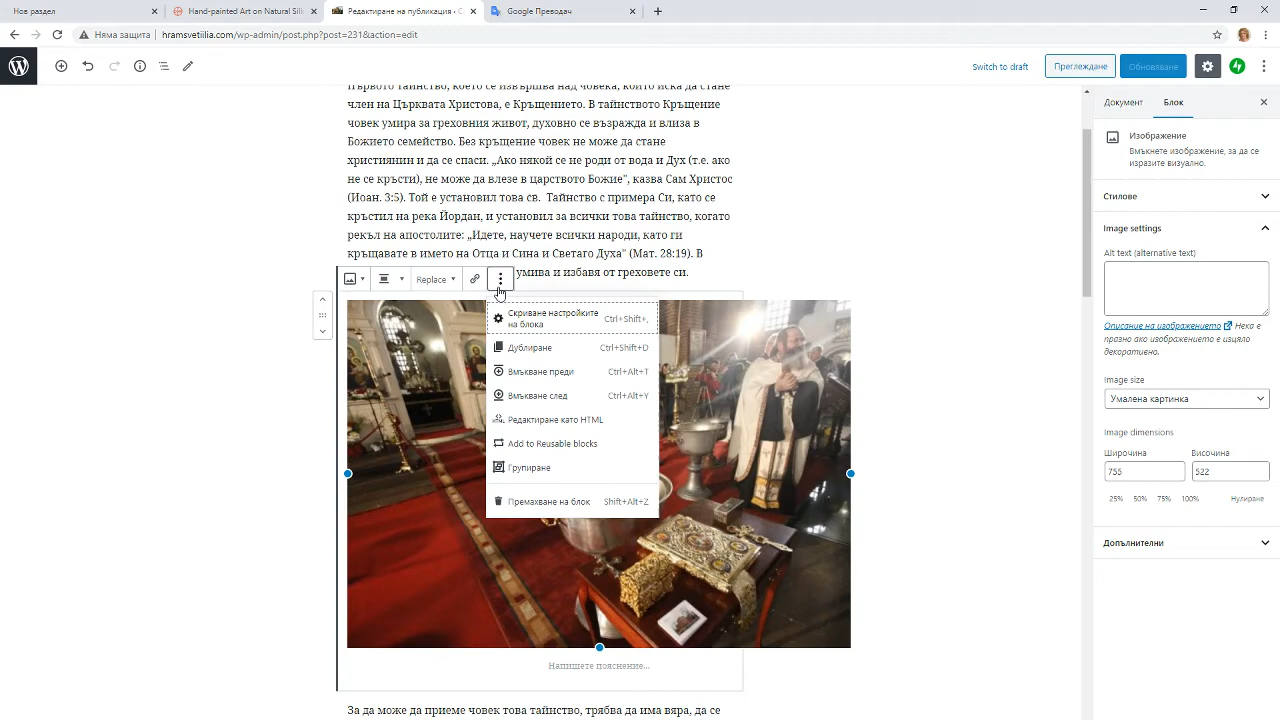 Нов раздел
Hand-painted Art on Natural Silk
Редактиране на публикация ‹ С
Google Преводач
Няма защита
hramsvetiilia.com/wp-admin/post.php?post=231&action=edit
Switch to draft
Преглеждане
Обновяване
Първото тайнство, което се извършва над човека, който иска да стане
член на Църквата Христова, е Кръщението. В тайнството Кръщение
човек умира за греховния живот, духовно се възражда и влиза в
Божието семейство. Без кръщение човек не може да стане
християнин и да се спаси. „Ако някой се не роди от вода и Дух (т.е. ако
не се кръсти), не може да влезе в царството Божие", казва Сам Христос
(Иоан. 3:5). Той е установил това св. Тайнство с примера Си, като се
кръстил на река Йордан, и установил за всички това тайнство, когато
рекъл на апостолите: „Идете, научете всички народи, като ги
кръщавате в името на Отца и Сина и Светаго Духа" (Мат. 28:19). В
умива и избавя от греховете си.
Replace
Скриване настройките
на блока
Ctrl+Shift+,
Дублиране
Ctrl+Shift+D
Вмъкване преди
Ctrl+Alt+T
Вмъкване след
Ctrl+Alt+Y
Редактиране като HTML
Add to Reusable blocks
Групиране
Премахване на блок
Shift+Alt+Z
Напишете пояснение...
За да може да приеме човек това тайнство, трябва да има вяра, да се
Документ
Блок
Изображение
Вмъкнете изображение, за да се
изразите визуално.
Стилове
Image settings
Alt text (alternative text)
Описание на изображението Нека е
празно ако изображението е изцяло
декоративно.
Image size
Умалена картинка
Image dimensions
Широчина
Височина
755
522
25%
50%
75%
100%
Нулиране
Допълнителни